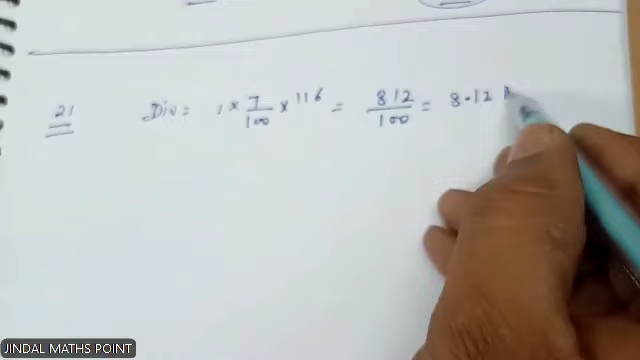 21 Div = 1 × 7/100 × 116 = 812/100 = 8.12
JINDAL MATHS POINT